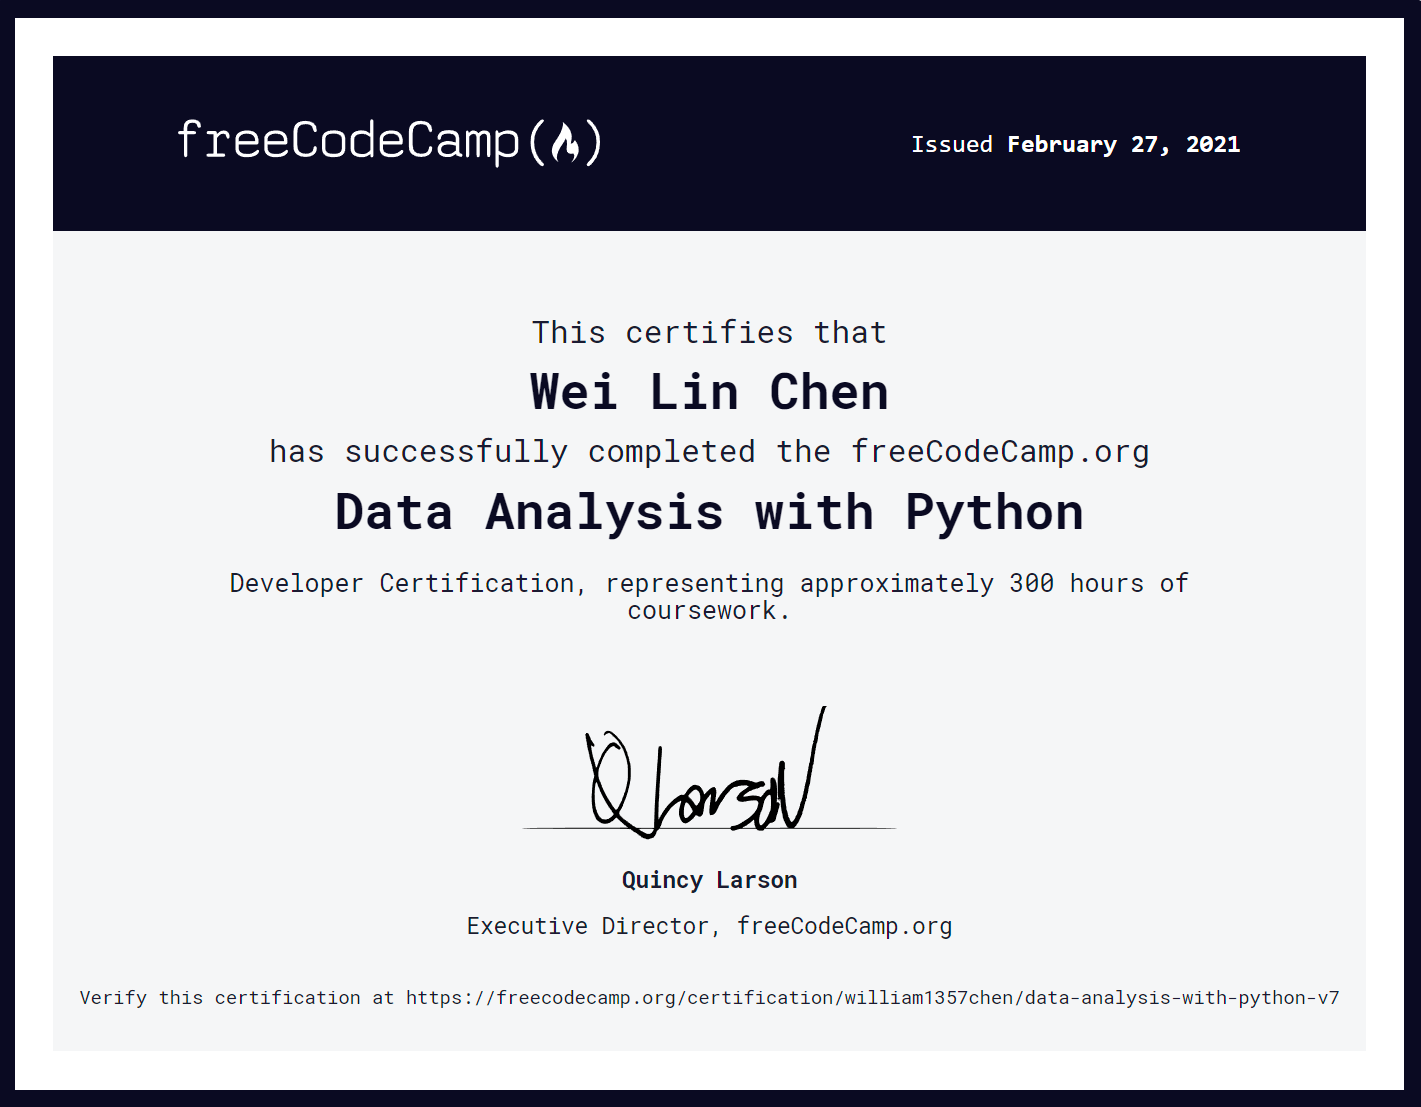 freeCodeCamp(🔥)
Issued February 27, 2021
This certifies that
Wei Lin Chen
has successfully completed the freeCodeCamp.org
Data Analysis with Python
Developer Certification, representing approximately 300 hours of
coursework.
Q Larson
Quincy Larson
Executive Director, freeCodeCamp.org
Verify this certification at https://freecodecamp.org/certification/william1357chen/data-analysis-with-python-v7